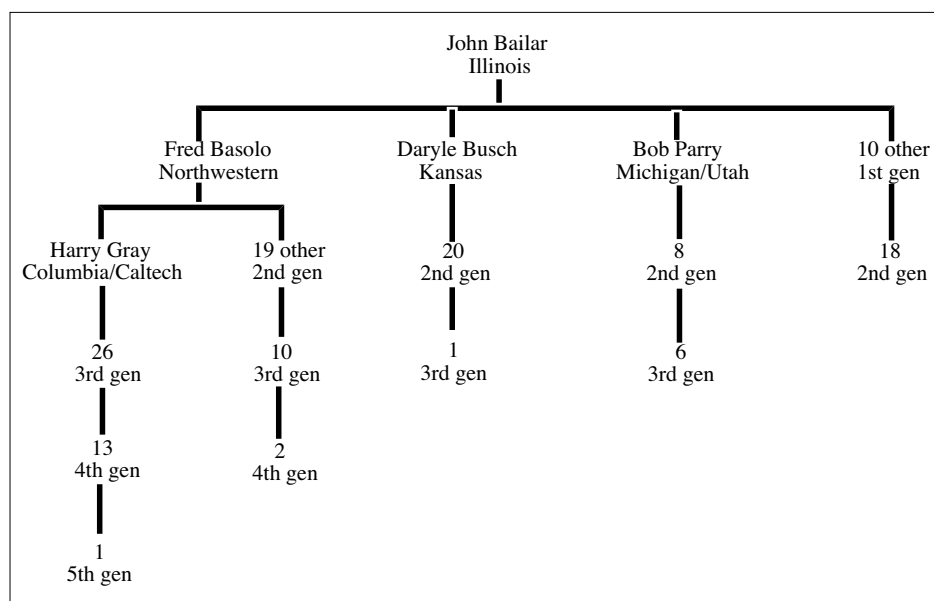 John Bailar
Illinois
Fred Basolo
Northwestern
Daryle Busch
Kansas
Bob Parry
Michigan/Utah
10 other
1st gen
Harry Gray
Columbia/Caltech
19 other
2nd gen
20
2nd gen
8
2nd gen
18
2nd gen
26
3rd gen
10
3rd gen
1
3rd gen
6
3rd gen
13
4th gen
2
4th gen
1
5th gen